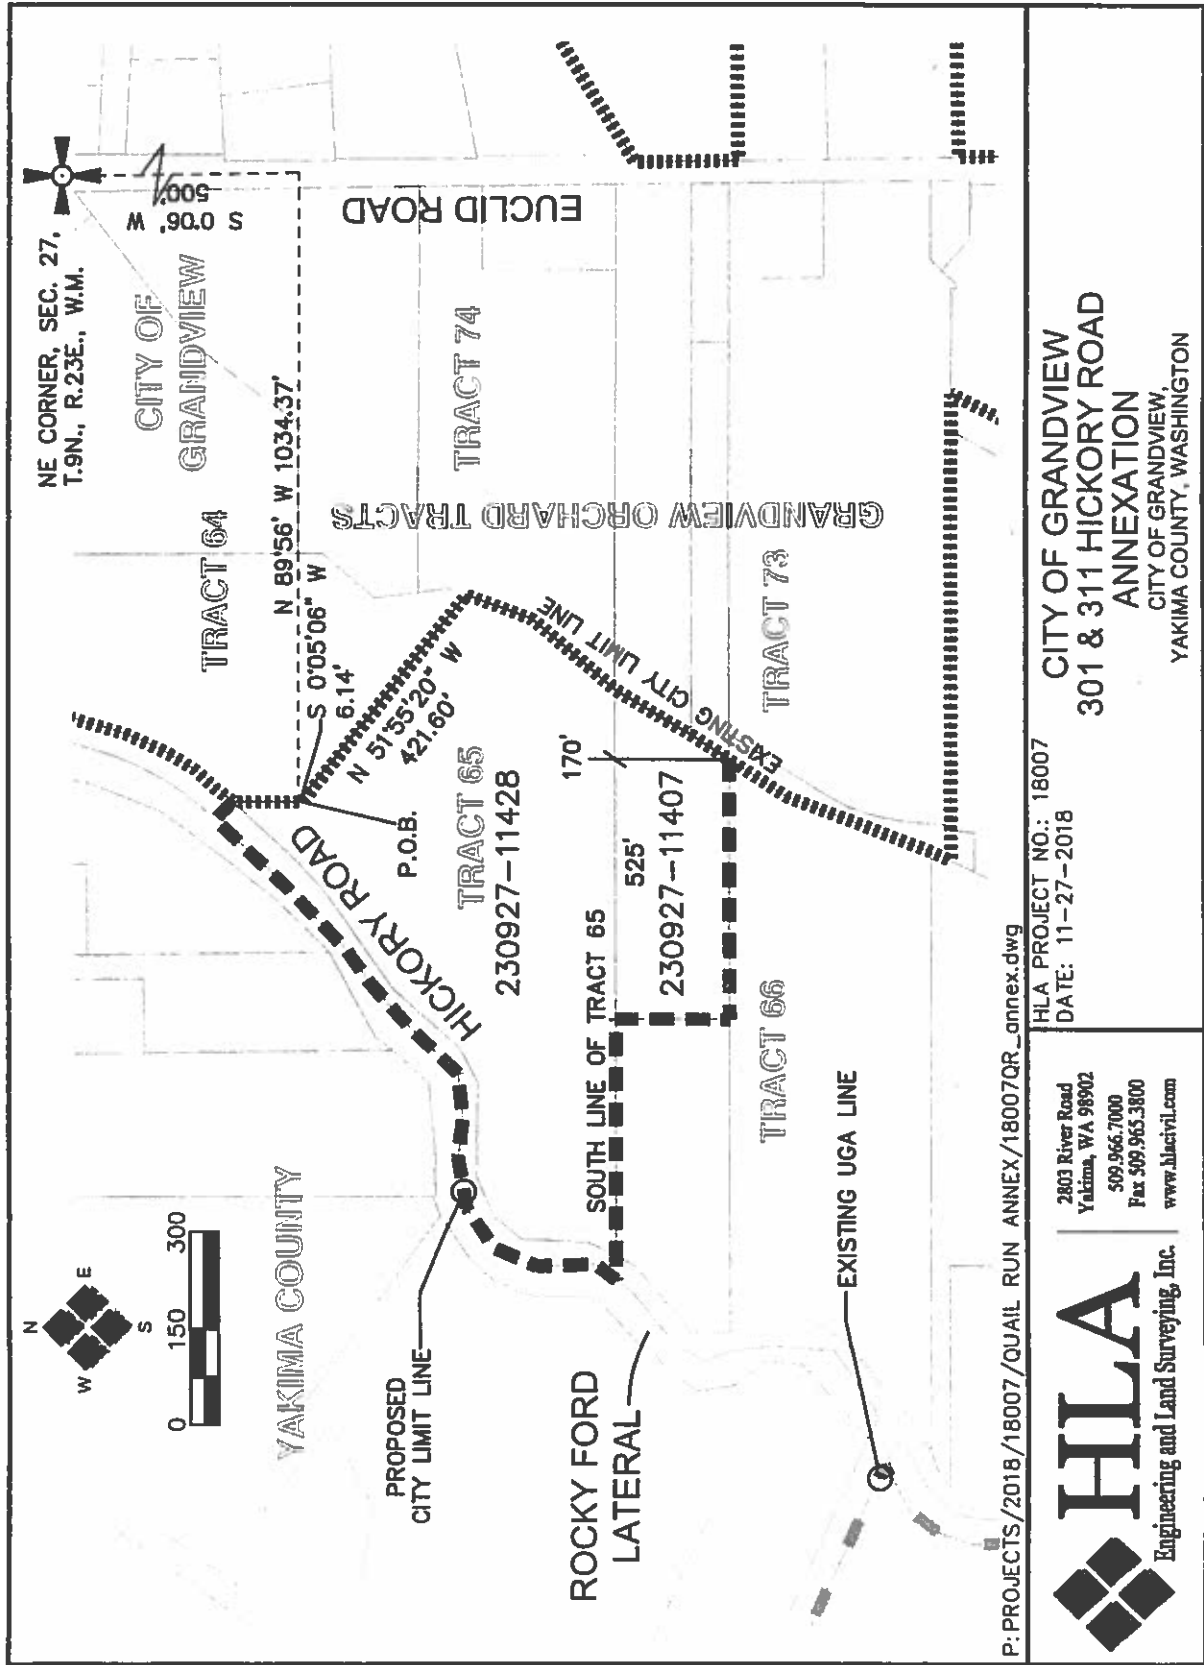 NE CORNER, SEC. 27,
T.9N., R.23E., W.M.
S 0°06' W
500'
CITY OF
GRANDVIEW
EUCLID ROAD
TRACT 64
N 89°56' W 1034.37'
S 0°05'06" W
6.14'
N 51°55'20" W
421.60'
P.O.B.
TRACT 74
GRANDVIEW ORCHARD TRACTS
TRACT 73
EXISTING CITY LIMIT LINE
HICKORY ROAD
TRACT 65
230927-11428
170'
525'
230927-11407
SOUTH LINE OF TRACT 65
TRACT 66
N
W
E
S
0
150
300
YAKIMA COUNTY
PROPOSED
CITY LIMIT LINE
ROCKY FORD
LATERAL
EXISTING UGA LINE
P:PROJECTS/2018/18007/QUAIL RUN ANNEX/18007QR_annex.dwg
HLA
Engineering and Land Surveying, Inc.
2803 River Road
Yakima, WA 98902
509.966.7000
Fax 509.965.3800
www.hlacivil.com
HLA PROJECT NO.: 18007
DATE: 11-27-2018
CITY OF GRANDVIEW
301 & 311 HICKORY ROAD
ANNEXATION
CITY OF GRANDVIEW,
YAKIMA COUNTY, WASHINGTON